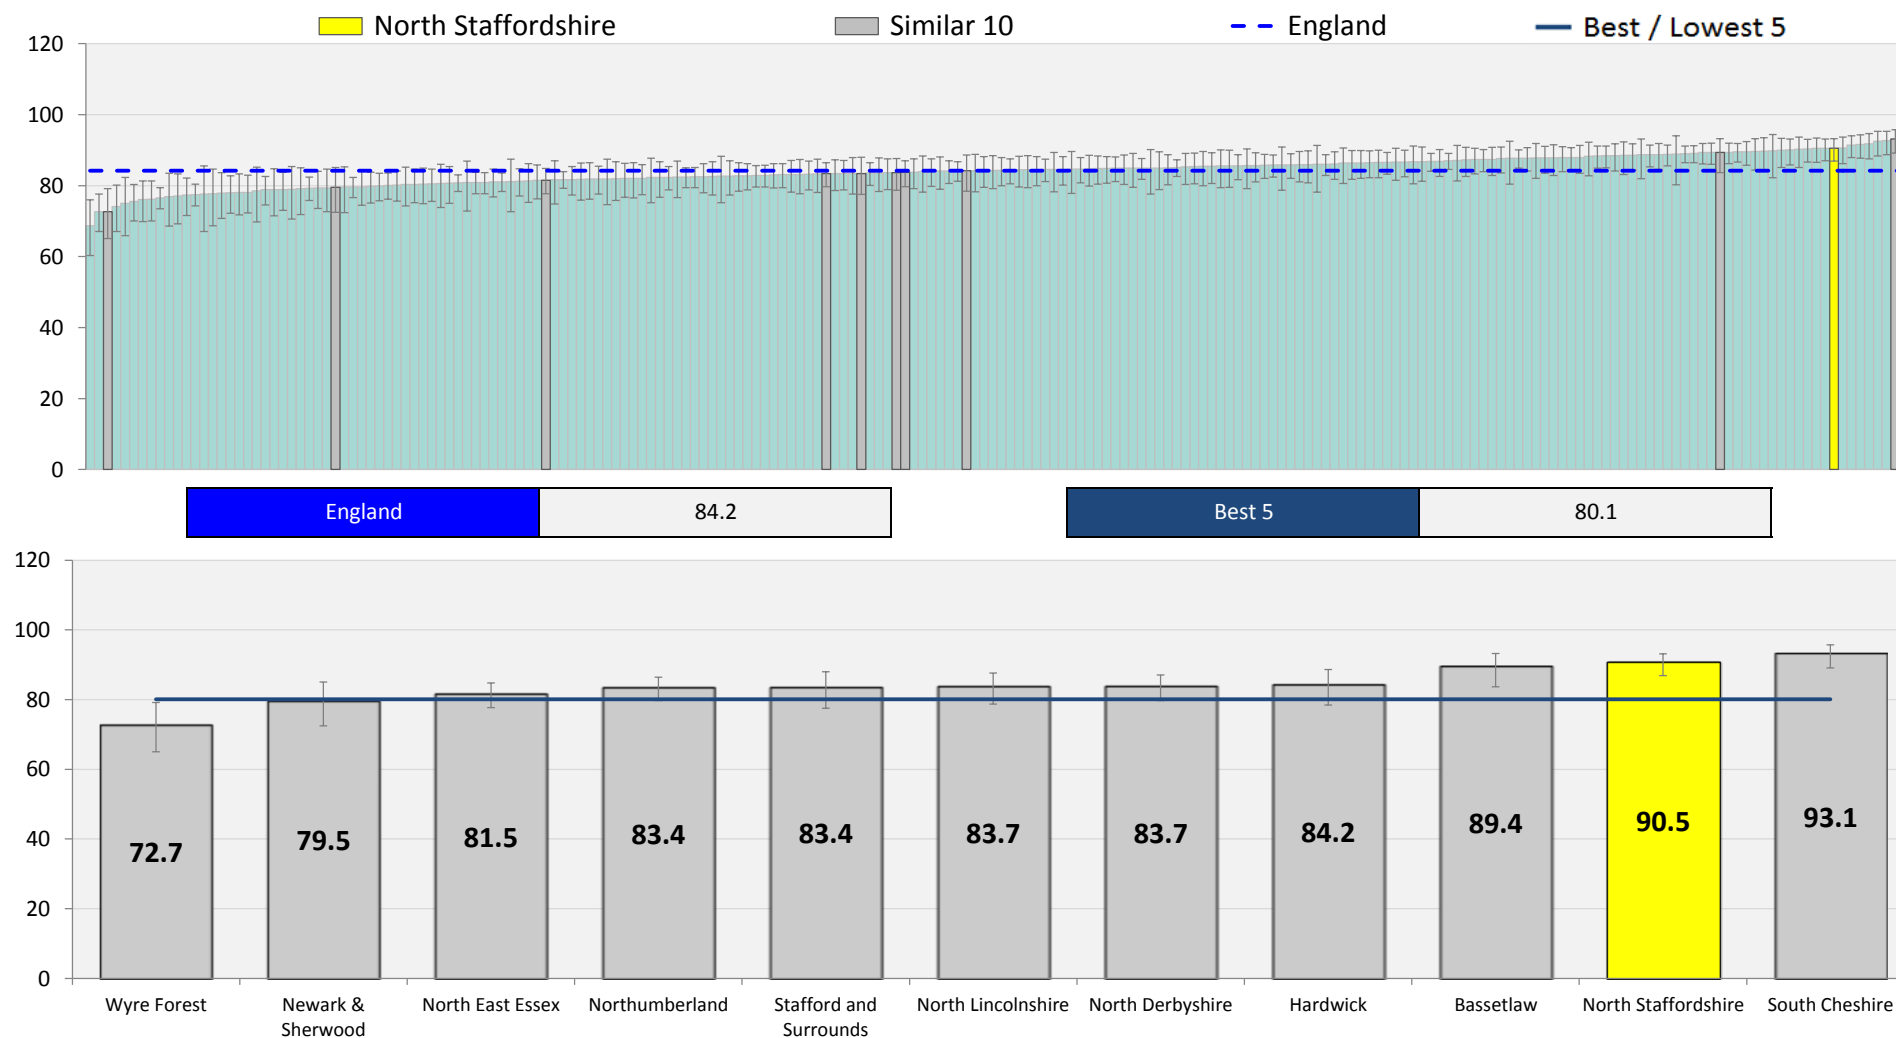 North Staffordshire
Similar 10
England
Best / Lowest 5
120
100
80
60
40
20
0
England 84.2
Best 5 80.1
120
100
80
60
40
20
0
72.7
79.5
81.5
83.4
83.4
83.7
83.7
84.2
89.4
90.5
93.1
Wyre Forest
Newark &
Sherwood
North East Essex
Northumberland
Stafford and
Surrounds
North Lincolnshire
North Derbyshire
Hardwick
Bassetlaw
North Staffordshire
South Cheshire